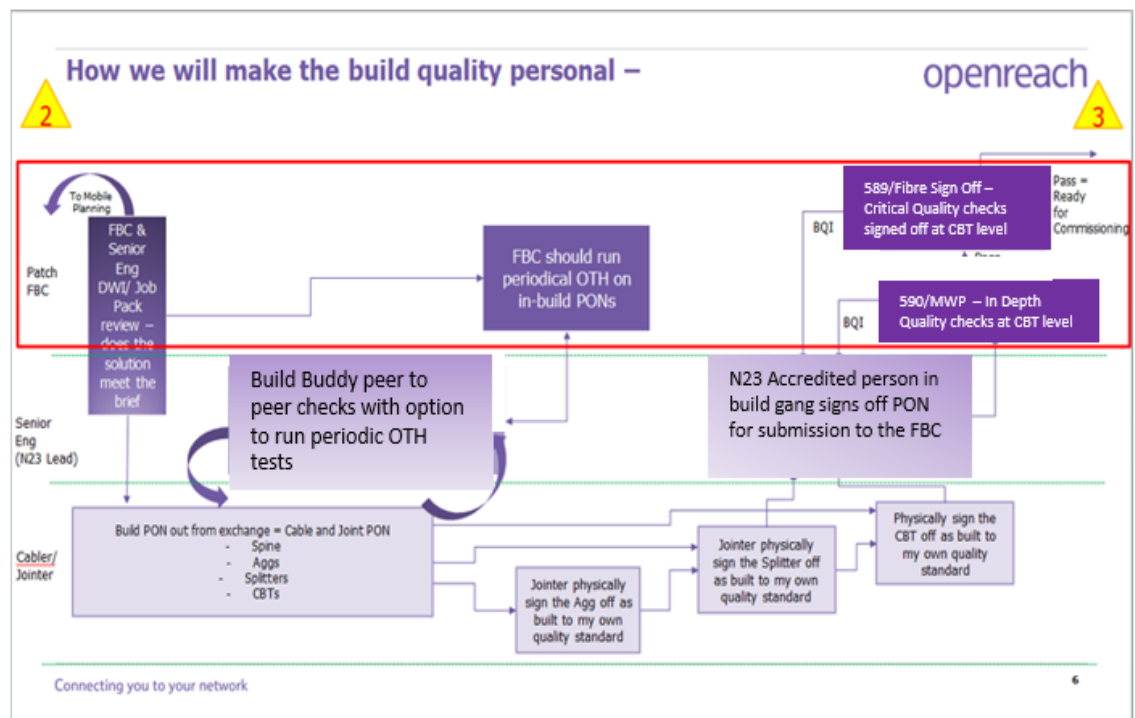 How we will make the build quality personal –
openreach
2
3
To Mobile
Planning
Patch
FBC
FBC &
Senior
Eng
DWI/ Job
Pack
review –
does the
solution
meet the
brief
FBC should run
periodical OTH on
in-build PONs
BQI
589/Fibre Sign Off –
Critical Quality checks
signed off at CBT level
Pass =
Ready
for
Commissioning
BQI
590/MWP – In Depth
Quality checks at CBT level
Senior
Eng
(N23 Lead)
Build Buddy peer to
peer checks with option
to run periodic OTH
tests
N23 Accredited person in
build gang signs off PON
for submission to the FBC
Cabler/
Jointer
Build PON out from exchange = Cable and Joint PON
- Spine
- Aggs
- Splitters
- CBTs
Jointer physically
sign the Agg off as
built to my own
quality standard
Jointer physically
sign the Splitter off
as built to my own
quality standard
Physically sign the
CBT off as built to
my own quality
standard
Connecting you to your network
6